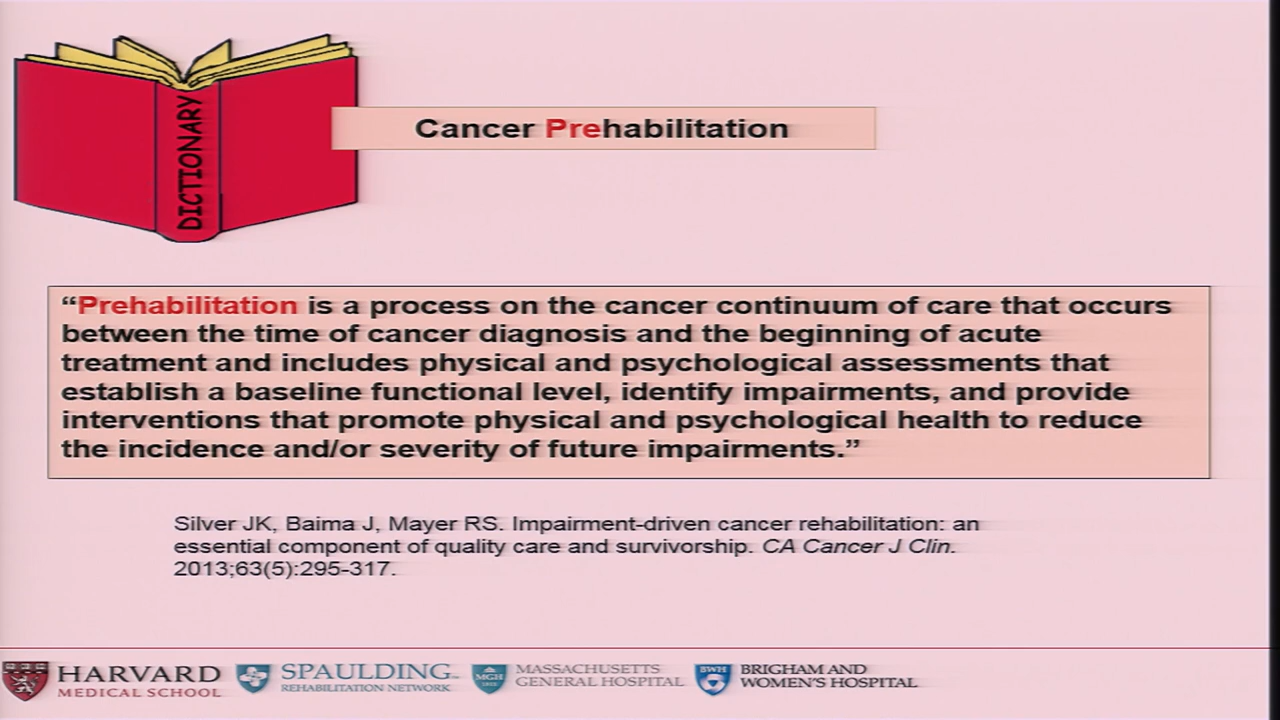 DICTIONARY
Cancer Prehabilitation
“Prehabilitation is a process on the cancer continuum of care that occurs
between the time of cancer diagnosis and the beginning of acute
treatment and includes physical and psychological assessments that
establish a baseline functional level, identify impairments, and provide
interventions that promote physical and psychological health to reduce
the incidence and/or severity of future impairments.”
Silver JK, Baima J, Mayer RS. Impairment-driven cancer rehabilitation: an
essential component of quality care and survivorship. CA Cancer J Clin.
2013;63(5):295-317.
HARVARD
MEDICAL SCHOOL
SPAULDING
REHABILITATION NETWORK
MGH
1811
MASSACHUSETTS
GENERAL HOSPITAL
BWH
BRIGHAM AND
WOMEN'S HOSPITAL